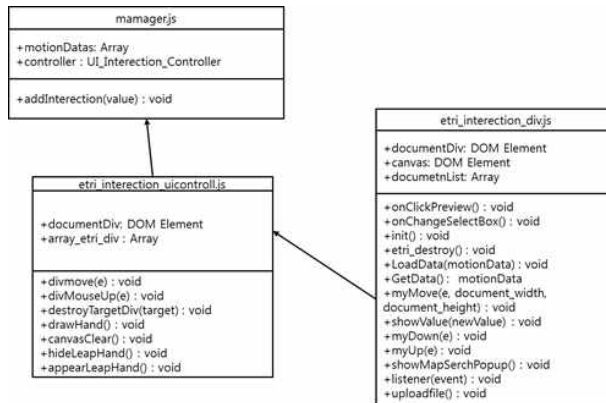 mamager.js
+motionDatas: Array
+controller : UI_Interection_Controller
+addInterection(value) : void
etri_interection_uicontroll.js
+documentDiv: DOM Element
+array_etri_div : Array
+divmove(e) : void
+divMouseUp(e) : void
+destroyTargetDiv(target) : void
+drawHand() : void
+canvasClear() : void
+hideLeapHand() : void
+appearLeapHand() : void
etri_interection_div.js
+documentDiv: DOM Element
+canvas: DOM Element
+documetnList: Array
+onClickPreview() : void
+onChangeSelectBox() : void
+init() : void
+etri_destroy() : void
+LoadData(motionData) : void
+GetData() : motionData
+myMove(e, document_width,
document_height) : void
+showValue(newValue) : void
+myDown(e) : void
+myUp(e) : void
+showMapSerchPopup() : void
+listener(event) : void
+uploadfile() : void